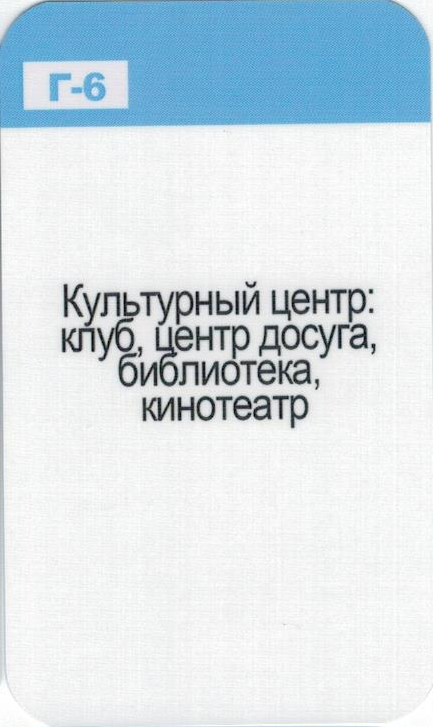 Г-6
Культурный центр:
клуб, центр досуга,
библиотека,
кинотеатр